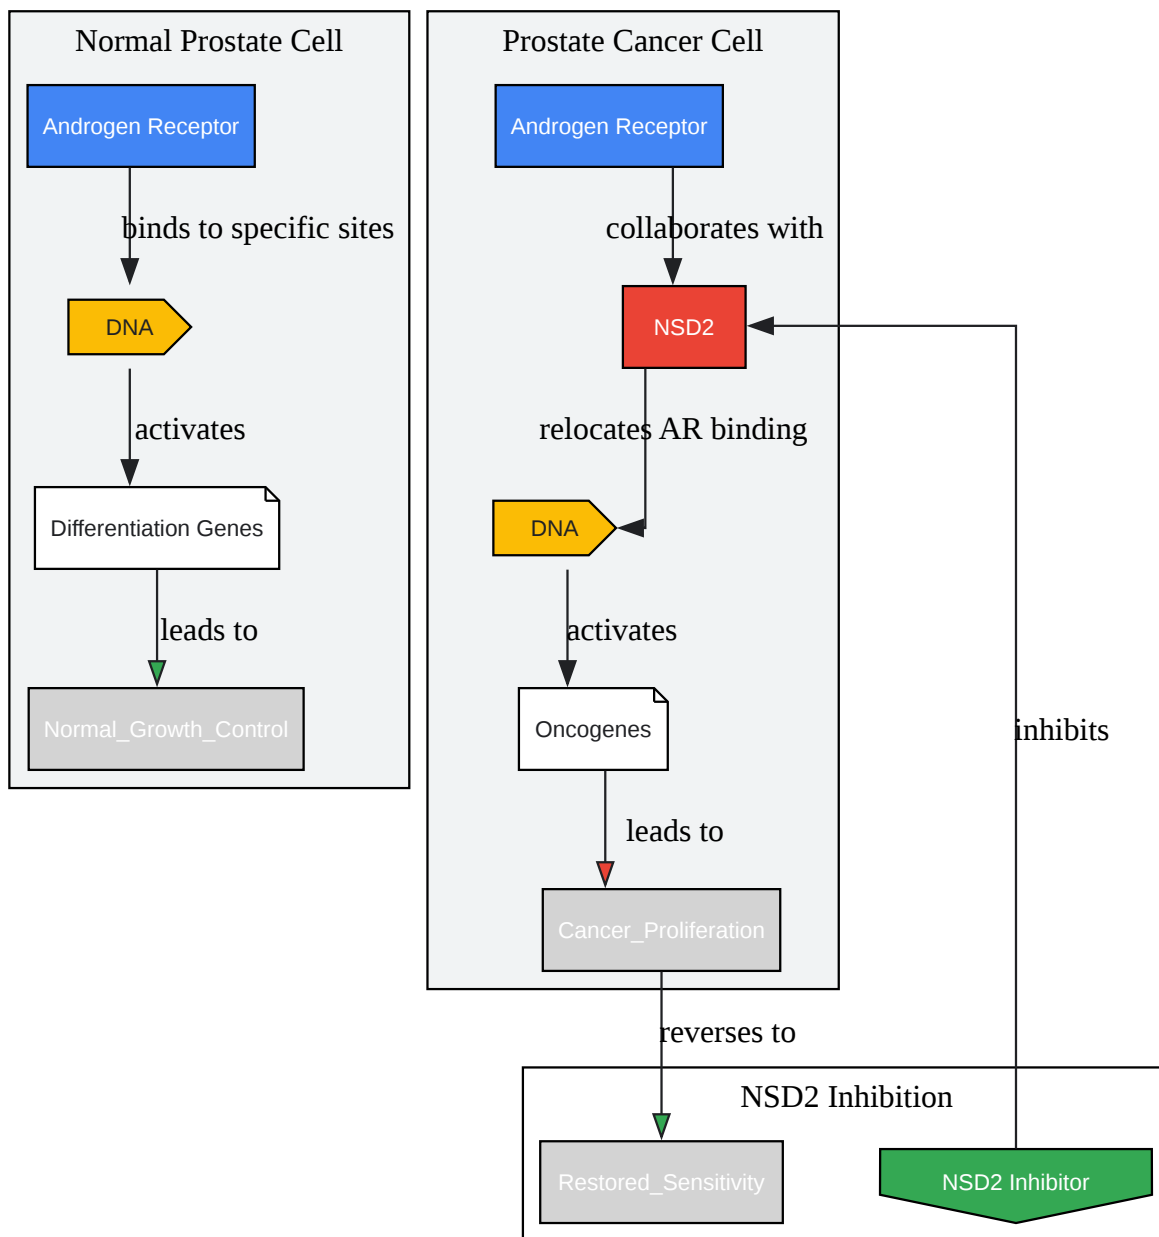 Normal Prostate Cell
Androgen Receptor
binds to specific sites
DNA
activates
Differentiation Genes
leads to
Normal_Growth_Control
Prostate Cancer Cell
Androgen Receptor
collaborates with
NSD2
relocates AR binding
DNA
activates
Oncogenes
leads to
Cancer_Proliferation
reverses to
inhibits
NSD2 Inhibition
Restored_Sensitivity
NSD2 Inhibitor